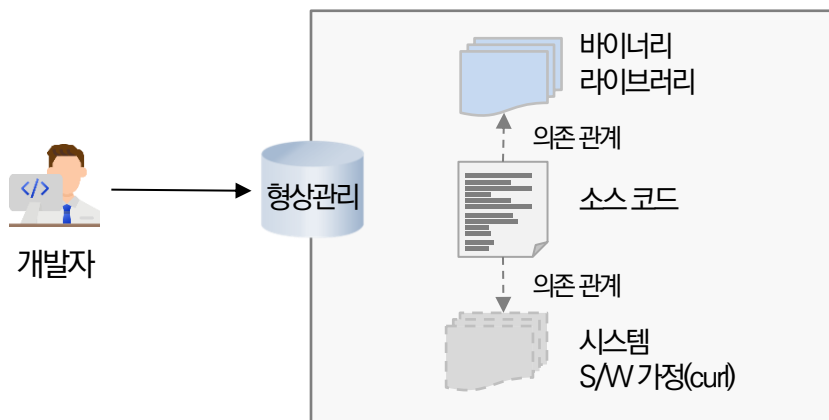 바이너리
라이브러리
의존 관계
</>
형상관리
소스 코드
개발자
의존 관계
시스템
S/W 가정(curl)